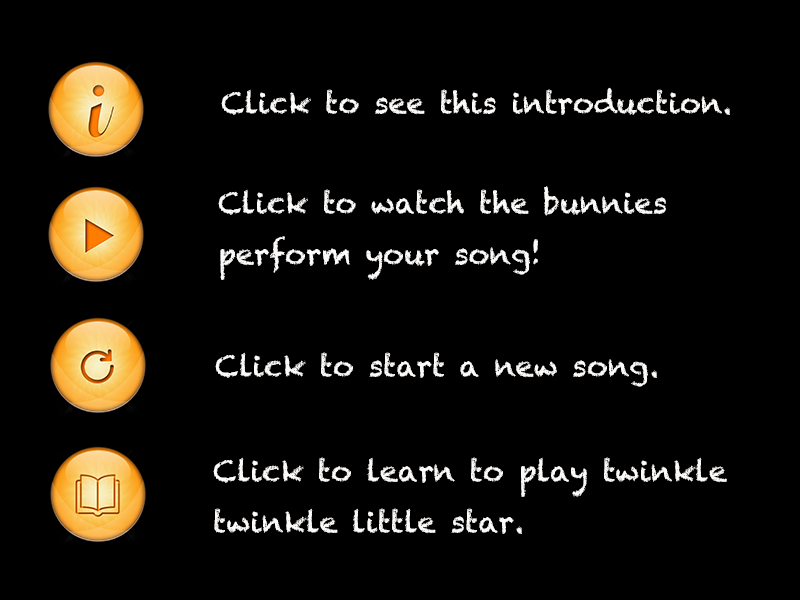 i
Click to see this introduction.
Click to watch the bunnies
perform your song!
Click to start a new song.
Click to learn to play twinkle
twinkle little star.